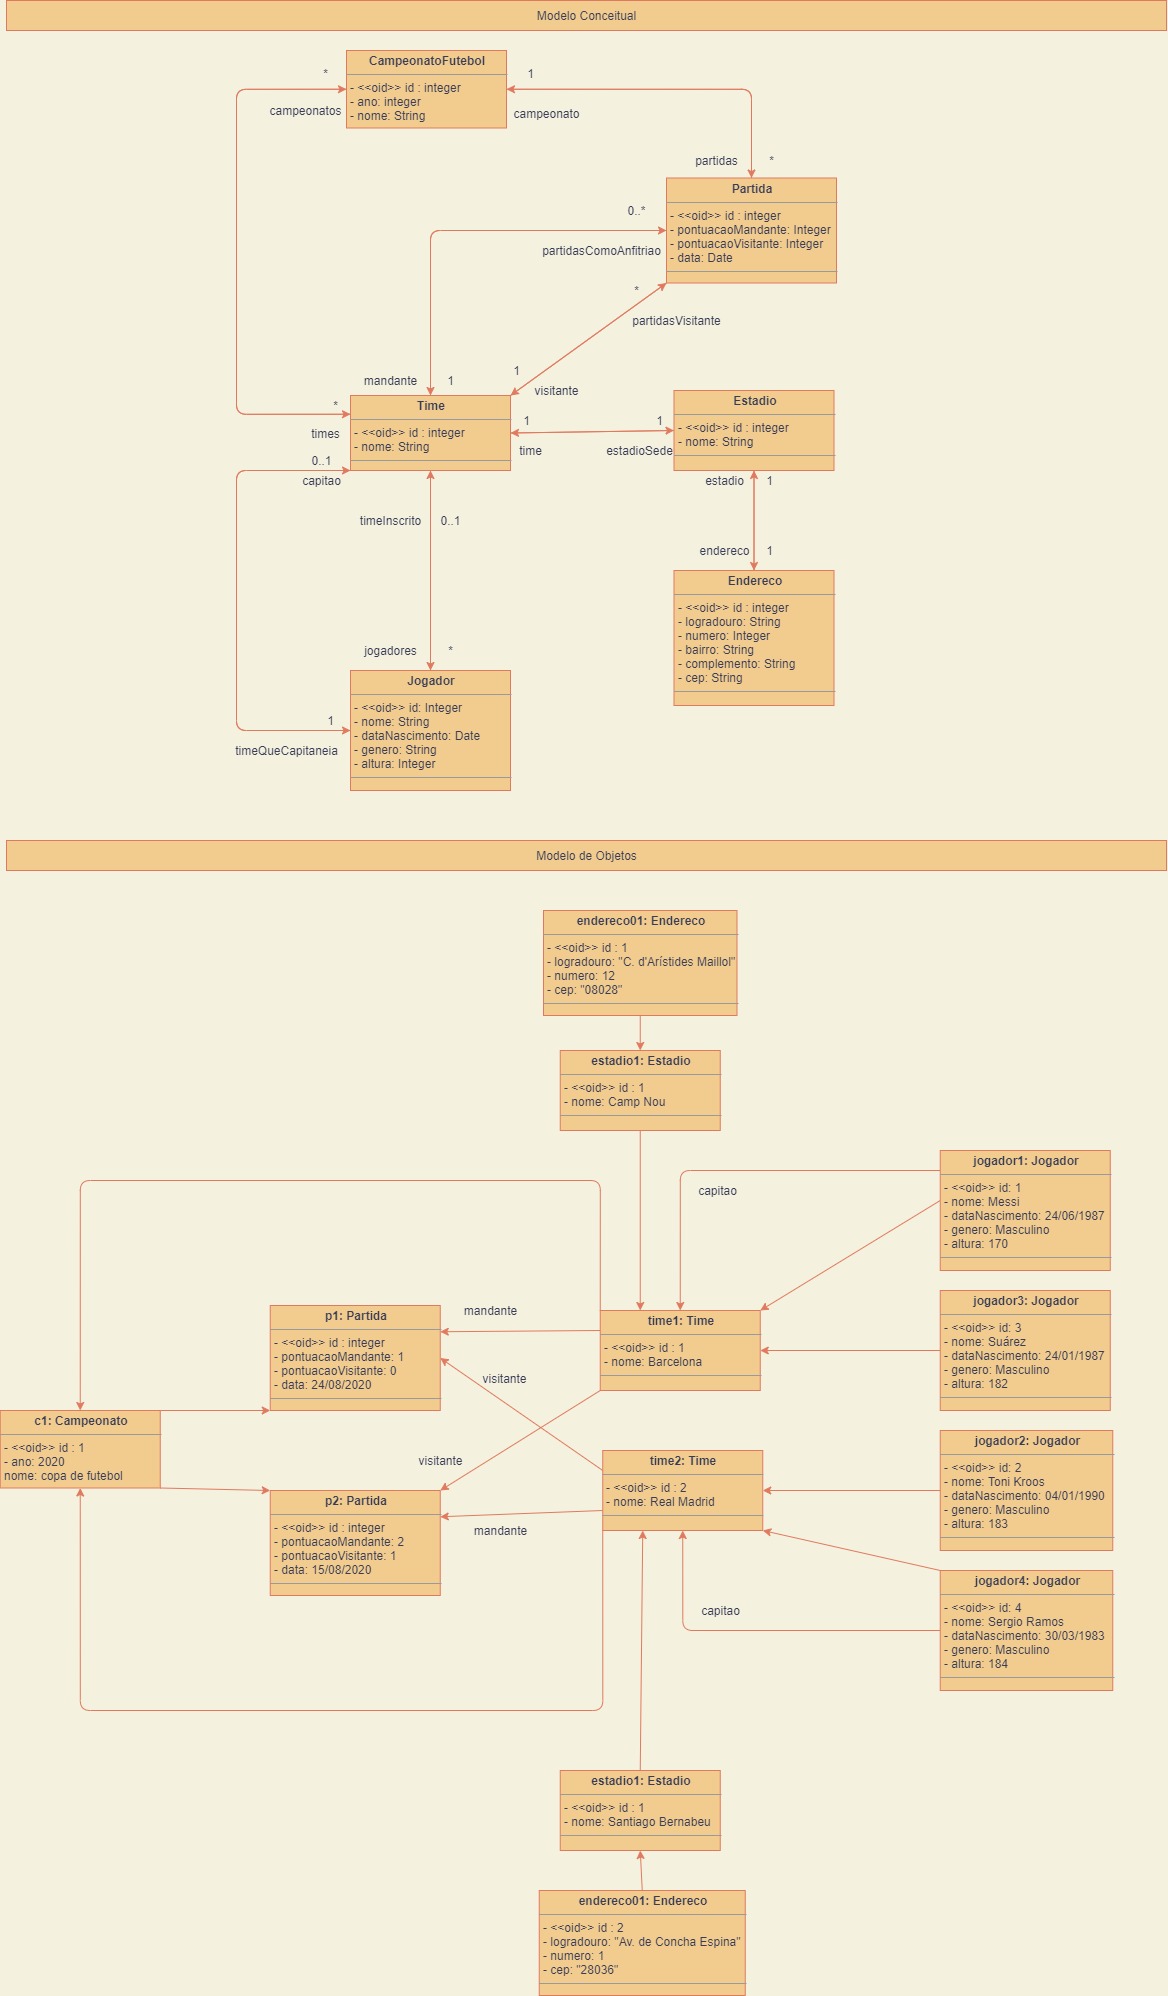 Modelo Conceitual
CampeonatoFutebol
- <<oid>> id : integer
- ano: integer
- nome: String
*
campeonatos
1
campeonato
partidas
*
Partida
- <<oid>> id : integer
- pontuacaoMandante: Integer
- pontuacaoVisitante: Integer
- data: Date
0..*
partidasComoAnfitriao
*
partidasVisitante
mandante
1
1
visitante
*
times
Time
- <<oid>> id : integer
- nome: String
1
time
1
estadioSede
Estadio
- <<oid>> id : integer
- nome: String
0..1
capitao
timeInscrito
0..1
estadio
1
endereco
1
Endereco
- <<oid>> id : integer
- logradouro: String
- numero: Integer
- bairro: String
- complemento: String
- cep: String
jogadores
*
Jogador
- <<oid>> id: Integer
- nome: String
- dataNascimento: Date
- genero: String
- altura: Integer
1
timeQueCapitaneia
Modelo de Objetos
endereco01: Endereco
- <<oid>> id : 1
- logradouro: "C. d'Arístides Maillol"
- numero: 12
- cep: "08028"
estadio1: Estadio
- <<oid>> id : 1
- nome: Camp Nou
jogador1: Jogador
- <<oid>> id: 1
- nome: Messi
- dataNascimento: 24/06/1987
- genero: Masculino
- altura: 170
capitao
jogador3: Jogador
- <<oid>> id: 3
- nome: Suárez
- dataNascimento: 24/01/1987
- genero: Masculino
- altura: 182
time1: Time
- <<oid>> id : 1
- nome: Barcelona
mandante
visitante
p1: Partida
- <<oid>> id : integer
- pontuacaoMandante: 1
- pontuacaoVisitante: 0
- data: 24/08/2020
c1: Campeonato
- <<oid>> id : 1
- ano: 2020
nome: copa de futebol
visitante
mandante
p2: Partida
- <<oid>> id : integer
- pontuacaoMandante: 2
- pontuacaoVisitante: 1
- data: 15/08/2020
time2: Time
- <<oid>> id : 2
- nome: Real Madrid
jogador2: Jogador
- <<oid>> id: 2
- nome: Toni Kroos
- dataNascimento: 04/01/1990
- genero: Masculino
- altura: 183
capitao
jogador4: Jogador
- <<oid>> id: 4
- nome: Sergio Ramos
- dataNascimento: 30/03/1983
- genero: Masculino
- altura: 184
estadio1: Estadio
- <<oid>> id : 1
- nome: Santiago Bernabeu
endereco01: Endereco
- <<oid>> id : 2
- logradouro: "Av. de Concha Espina"
- numero: 1
- cep: "28036"